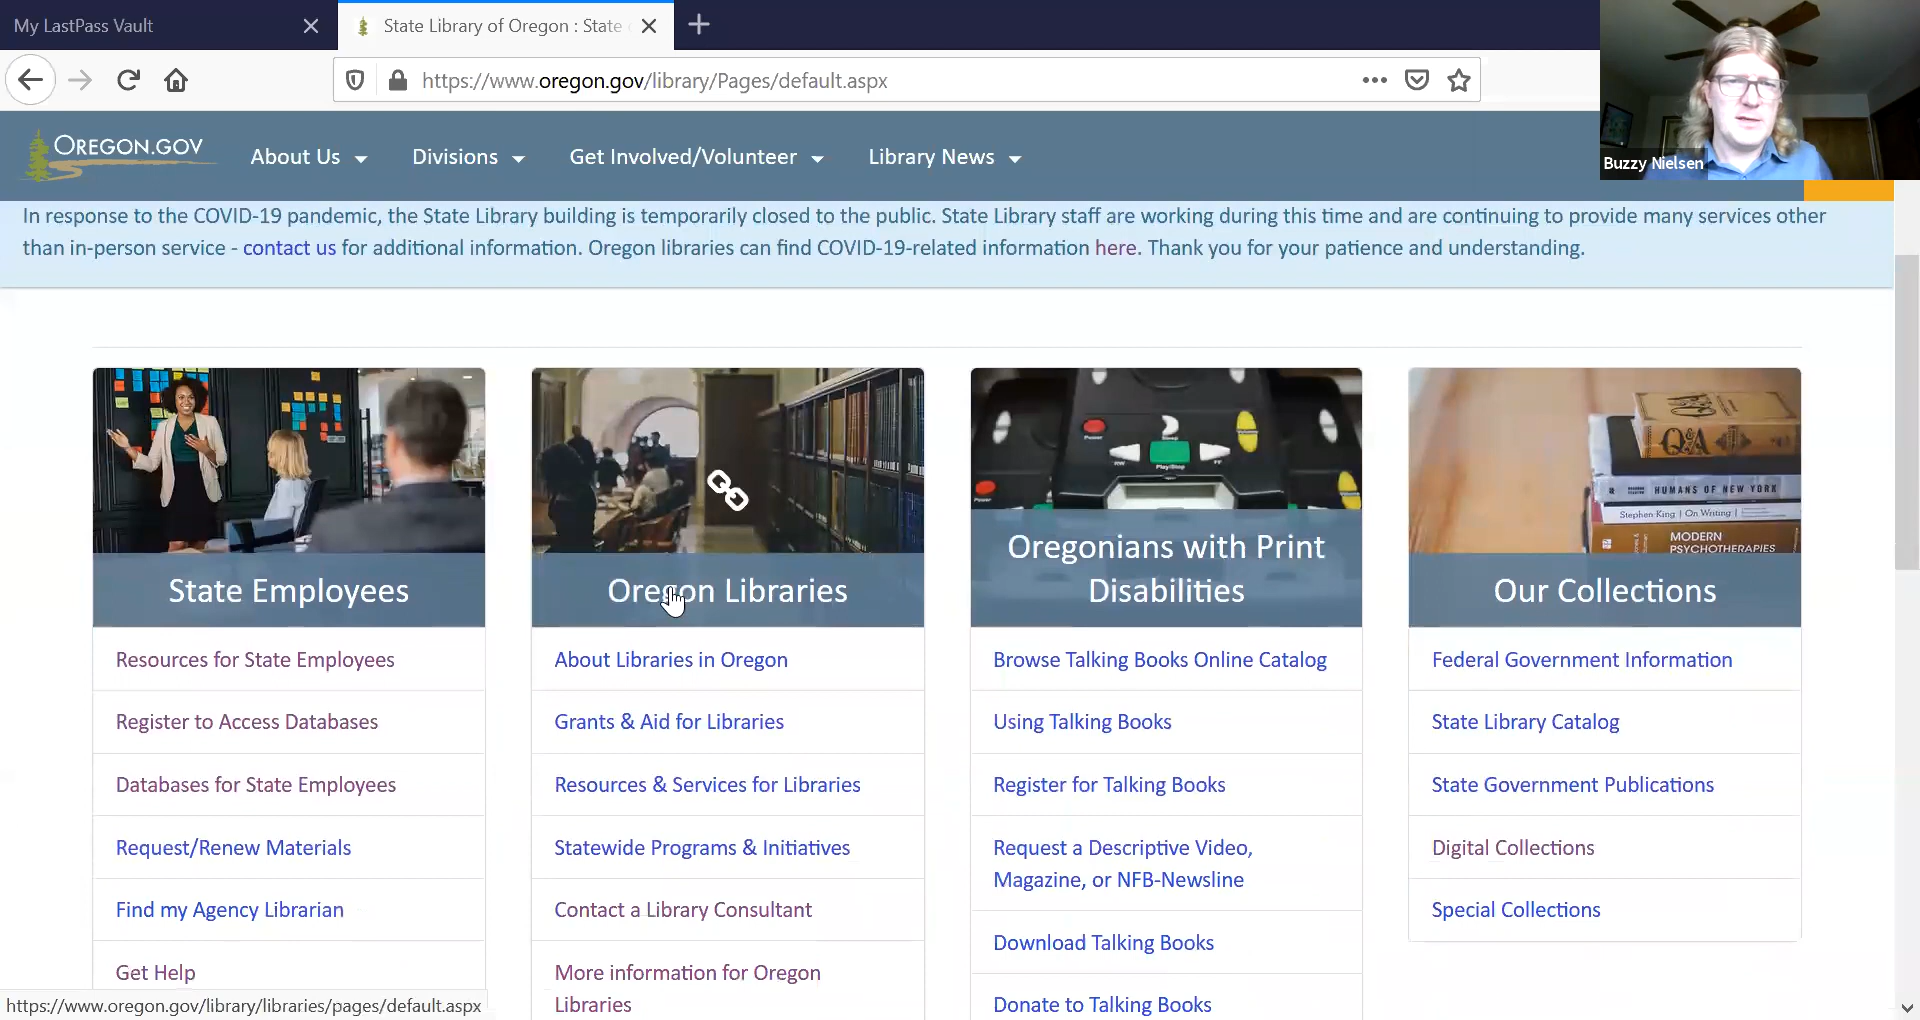 My LastPass Vault
State Library of Oregon : State
https://www.oregon.gov/library/Pages/default.aspx
Buzzy Nielsen
OREGON.GOV
About Us
Divisions
Get Involved/Volunteer
Library News
In response to the COVID-19 pandemic, the State Library building is temporarily closed to the public. State Library staff are working during this time and are continuing to provide many services other
than in-person service - contact us for additional information. Oregon libraries can find COVID-19-related information here. Thank you for your patience and understanding.
State Employees
Resources for State Employees
Register to Access Databases
Databases for State Employees
Request/Renew Materials
Find my Agency Librarian
Get Help
Oregon Libraries
About Libraries in Oregon
Grants & Aid for Libraries
Resources & Services for Libraries
Statewide Programs & Initiatives
Contact a Library Consultant
More information for Oregon
Libraries
Power
Sleep
Play/Stop
FF
Power
Oregonians with Print
Disabilities
Browse Talking Books Online Catalog
Using Talking Books
Register for Talking Books
Request a Descriptive Video,
Magazine, or NFB-Newsline
Download Talking Books
Donate to Talking Books
Q&A
HUMANS OF NEW YORK
Stephen King | On Writing
MODERN
PSYCHOTHERAPIES
Our Collections
Federal Government Information
State Library Catalog
State Government Publications
Digital Collections
Special Collections
https://www.oregon.gov/library/libraries/pages/default.aspx